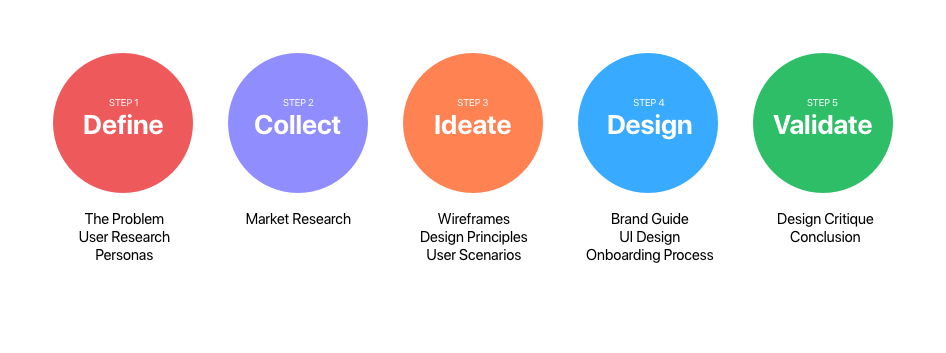 STEP 1
Define
The Problem
User Research
Personas
STEP 2
Collect
Market Research
STEP 3
Ideate
Wireframes
Design Principles
User Scenarios
STEP 4
Design
Brand Guide
UI Design
Onboarding Process
STEP 5
Validate
Design Critique
Conclusion